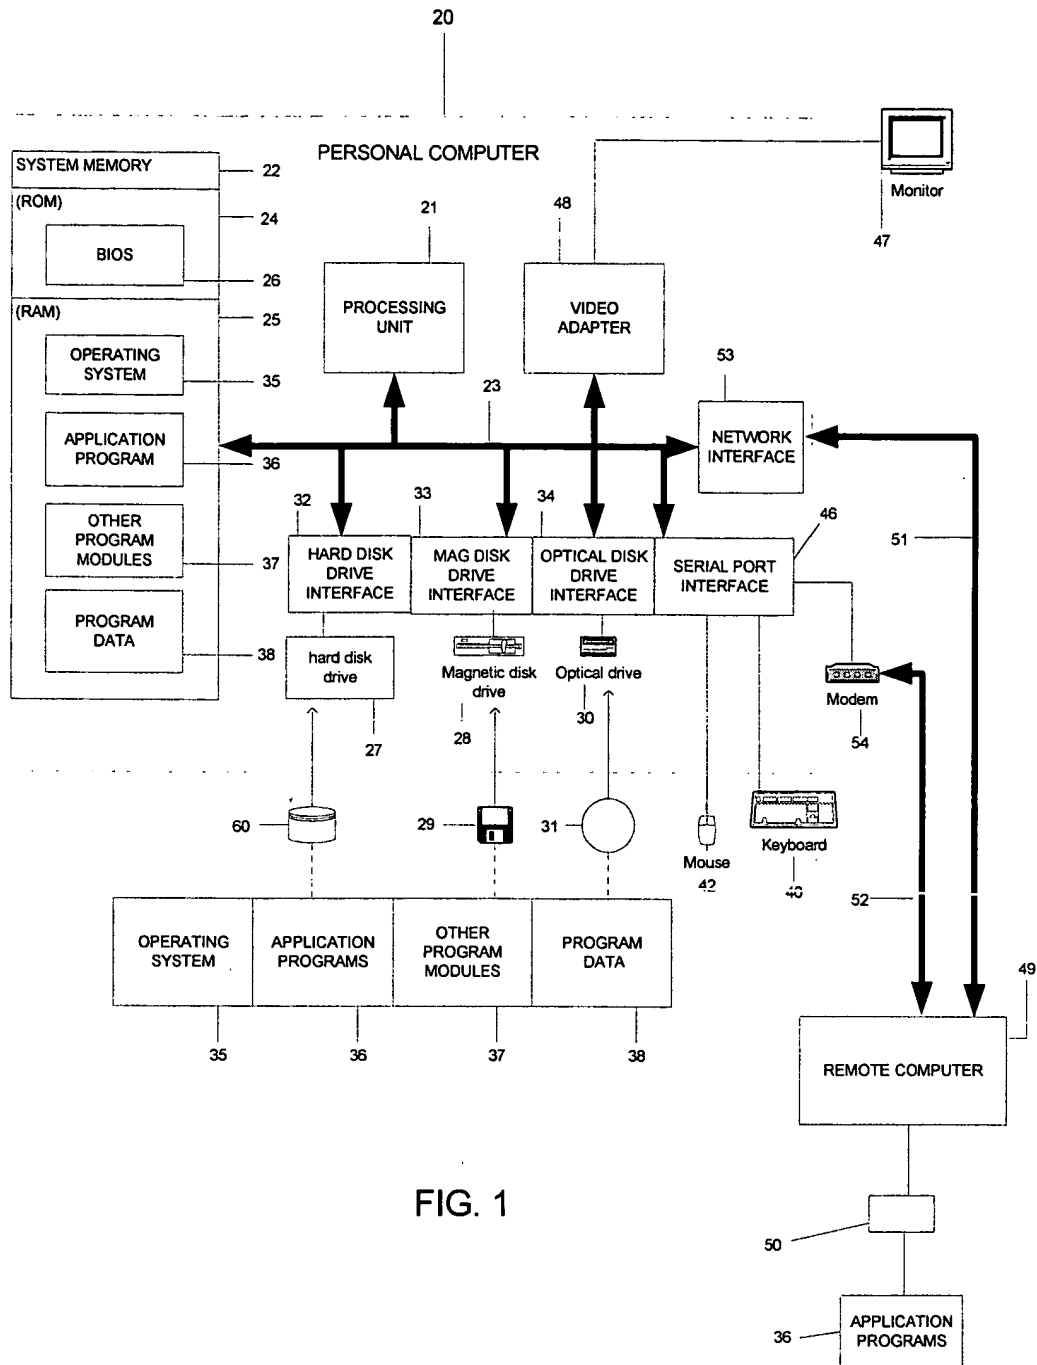 20
PERSONAL COMPUTER
Monitor
47
SYSTEM MEMORY
22
(ROM)
24
BIOS
26
(RAM)
25
OPERATING
SYSTEM
35
APPLICATION
PROGRAM
36
OTHER
PROGRAM
MODULES
37
PROGRAM
DATA
38
21
PROCESSING
UNIT
48
VIDEO
ADAPTER
23
53
NETWORK
INTERFACE
32
HARD DISK
DRIVE
INTERFACE
33
MAG DISK
DRIVE
INTERFACE
34
OPTICAL DISK
DRIVE
INTERFACE
46
SERIAL PORT
INTERFACE
51
hard disk
drive
27
Magnetic disk
drive
28
Optical drive
30
Modem
54
60
29
31
Mouse
42
Keyboard
40
52
OPERATING
SYSTEM
APPLICATION
PROGRAMS
OTHER
PROGRAM
MODULES
PROGRAM
DATA
35
36
37
38
49
REMOTE COMPUTER
50
36
APPLICATION
PROGRAMS
FIG. 1